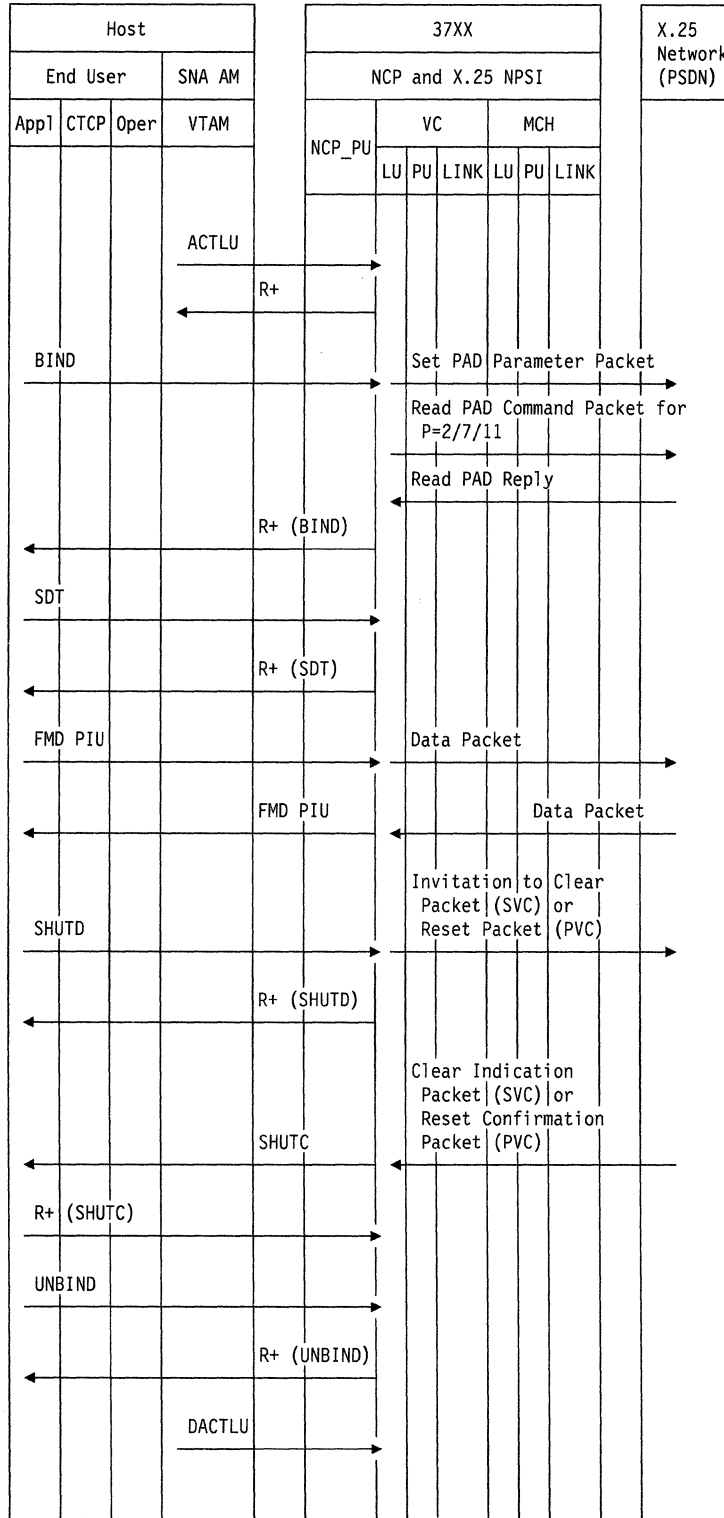 Host
37XX
X.25
Network
(PSDN)
End User
SNA AM
NCP and X.25 NPSI
Appl
CTCP
Oper
VTAM
NCP_PU
VC
MCH
LU
PU
LINK
LU
PU
LINK
ACTLU
R+
BIND
Set PAD Parameter Packet
Read PAD Command Packet for
P=2/7/11
Read PAD Reply
R+ (BIND)
SDT
R+ (SDT)
FMD PIU
Data Packet
FMD PIU
Data Packet
Invitation to Clear
Packet (SVC) or
Reset Packet (PVC)
SHUTD
R+ (SHUTD)
Clear Indication
Packet (SVC) or
Reset Confirmation
Packet (PVC)
SHUTC
R+ (SHUTC)
UNBIND
R+ (UNBIND)
DACTLU